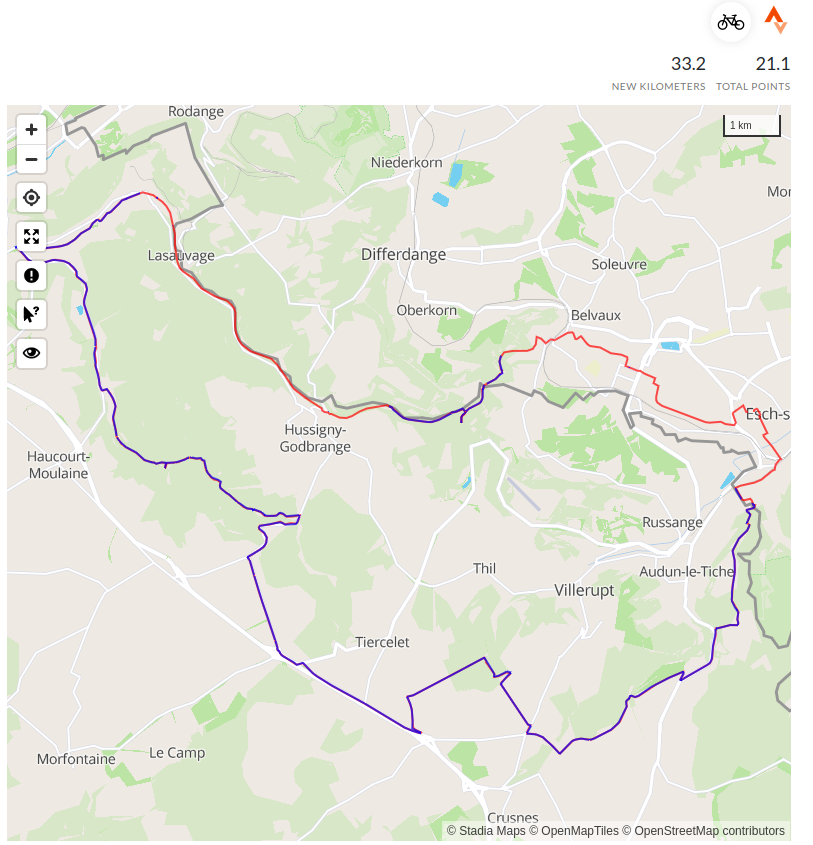 33.2 21.1
NEW KILOMETERS TOTAL POINTS
Rodange
+
1 km
−
Niederkorn
Mon
Lasauvage
Differdange
Soleuvre
Oberkorn
Belvaux
?
Esch-s
Hussigny-
Godbrange
Haucourt-
Moulaine
Russange
Thil
Audun-le-Tiche
Villerupt
Tiercelet
Le Camp
Morfontaine
Crusnes
© Stadia Maps © OpenMapTiles © OpenStreetMap contributors